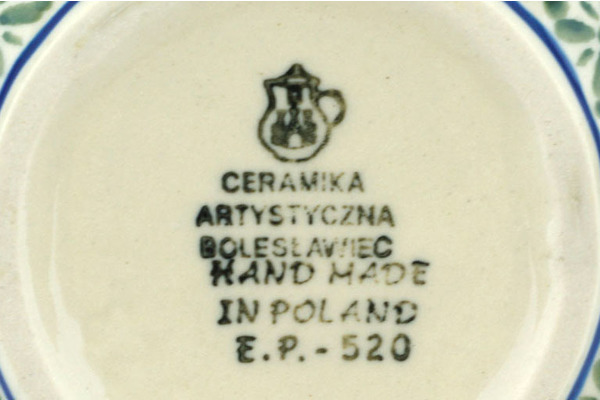 CERAMIKA
ARTYSTYCZNA
BOLESŁAWIEC
HAND MADE
IN POLAND
E.P.-520